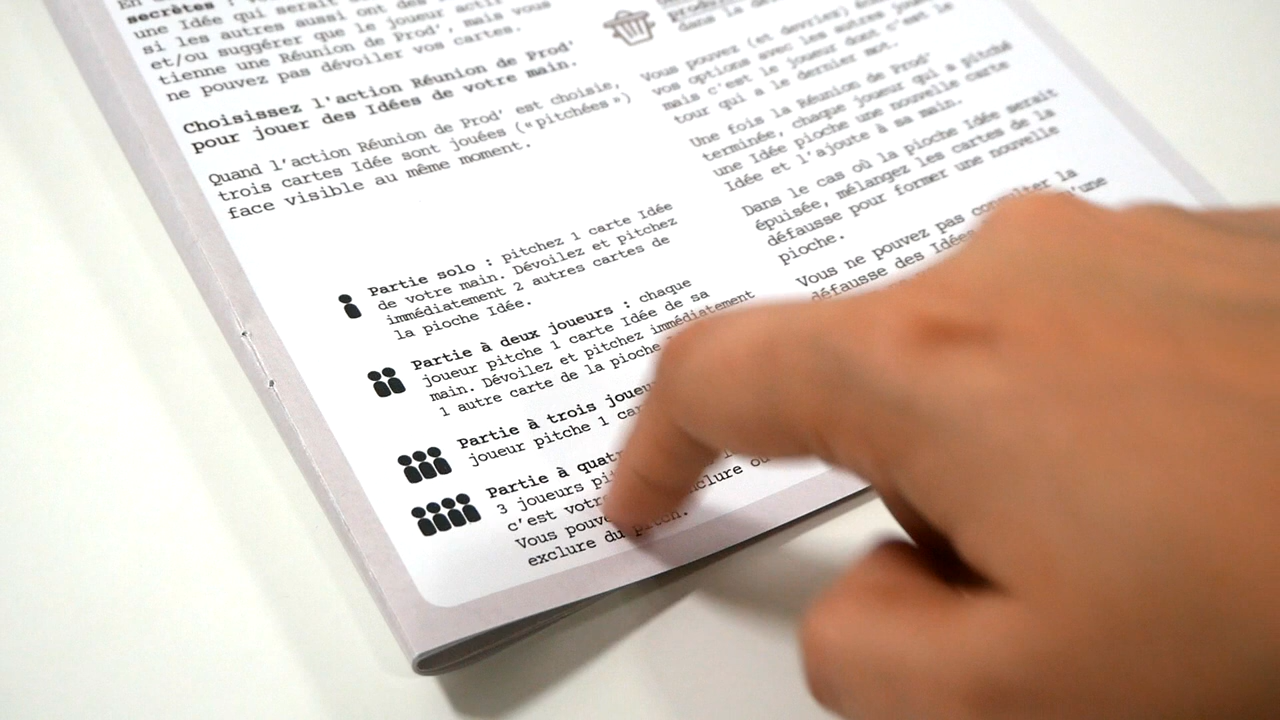 secrètes :
une Idée qui serait
si les autres aussi ont des
et/ou suggérer que le joueur actif
tienne une Réunion de Prod', mais vous
ne pouvez pas dévoiler vos cartes.
Choisissez l'action Réunion de Prod'
pour jouer des Idées de votre main.
Quand l'action Réunion de Prod' est choisie,
trois cartes Idée sont jouées (« pitchées »)
face visible au même moment.
Partie solo : pitchez 1 carte Idée
de votre main. Dévoilez et pitchez
immédiatement 2 autres cartes de
la pioche Idée.
Partie à deux joueurs : chaque
joueur pitche 1 carte Idée de sa
main. Dévoilez et pitchez immédiatement
1 autre carte de la pioche
Partie à trois
joueur pitche 1
Partie à
3 joueurs
c'est
Vous
exclure du pitch.
Vous pouvez (et devriez)
vos options avec les autres
mais c'est le joueur dont c'est le
tour qui a le dernier mot.
Une fois la Réunion de Prod'
terminée, chaque joueur qui a pitché
une Idée pioche une nouvelle carte
Idée et l'ajoute à sa main.
Dans le cas où la pioche Idée serait
épuisée, mélangez les cartes de la
défausse pour former une nouvelle
pioche.
Vous ne pouvez pas consulter la
défausse des Idées d'une